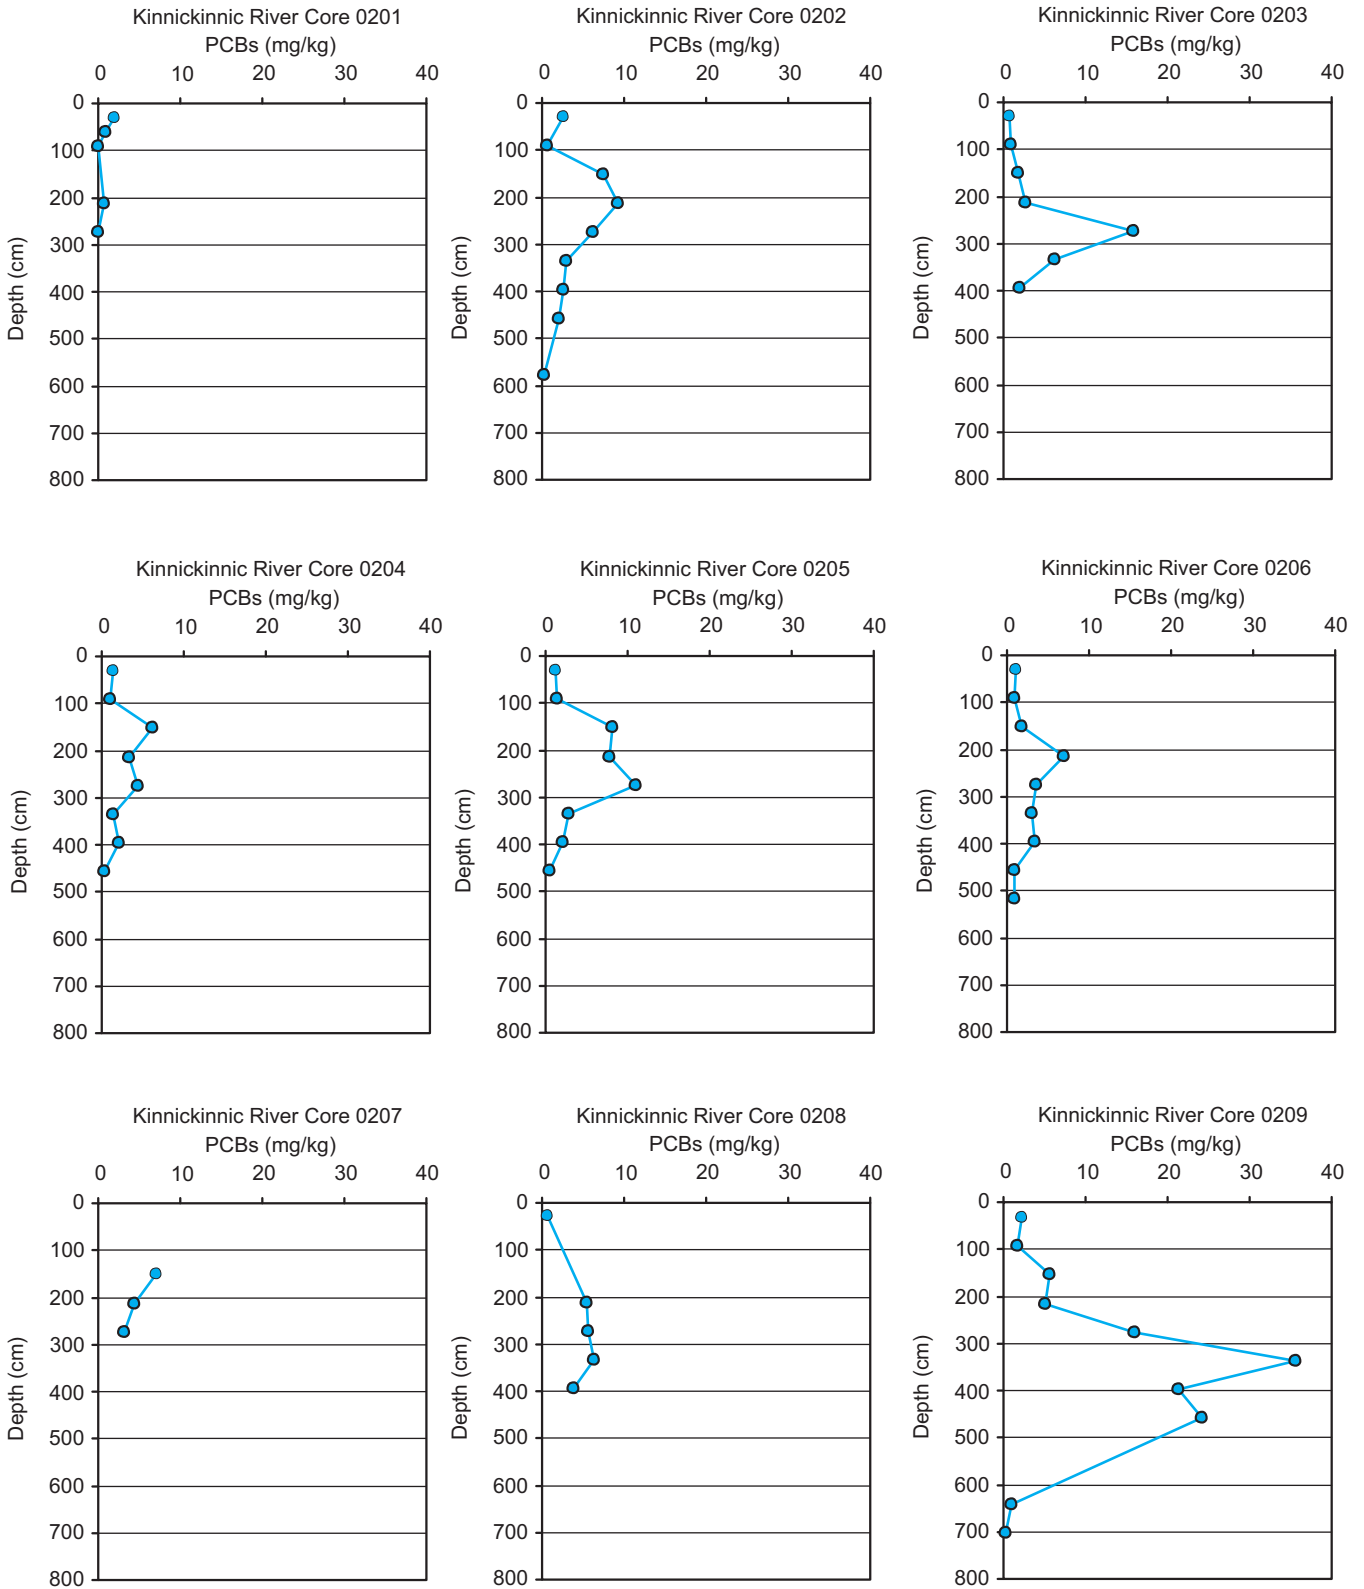 Kinnickinnic River Core 0201
PCBs (mg/kg)
0 10 20 30 40
0
100
200
300
400
500
600
700
800
Depth (cm)
Kinnickinnic River Core 0202
PCBs (mg/kg)
0 10 20 30 40
0
100
200
300
400
500
600
700
800
Depth (cm)
Kinnickinnic River Core 0203
PCBs (mg/kg)
0 10 20 30 40
0
100
200
300
400
500
600
700
800
Depth (cm)
Kinnickinnic River Core 0204
PCBs (mg/kg)
0 10 20 30 40
0
100
200
300
400
500
600
700
800
Depth (cm)
Kinnickinnic River Core 0205
PCBs (mg/kg)
0 10 20 30 40
0
100
200
300
400
500
600
700
800
Depth (cm)
Kinnickinnic River Core 0206
PCBs (mg/kg)
0 10 20 30 40
0
100
200
300
400
500
600
700
800
Depth (cm)
Kinnickinnic River Core 0207
PCBs (mg/kg)
0 10 20 30 40
0
100
200
300
400
500
600
700
800
Depth (cm)
Kinnickinnic River Core 0208
PCBs (mg/kg)
0 10 20 30 40
0
100
200
300
400
500
600
700
800
Depth (cm)
Kinnickinnic River Core 0209
PCBs (mg/kg)
0 10 20 30 40
0
100
200
300
400
500
600
700
800
Depth (cm)